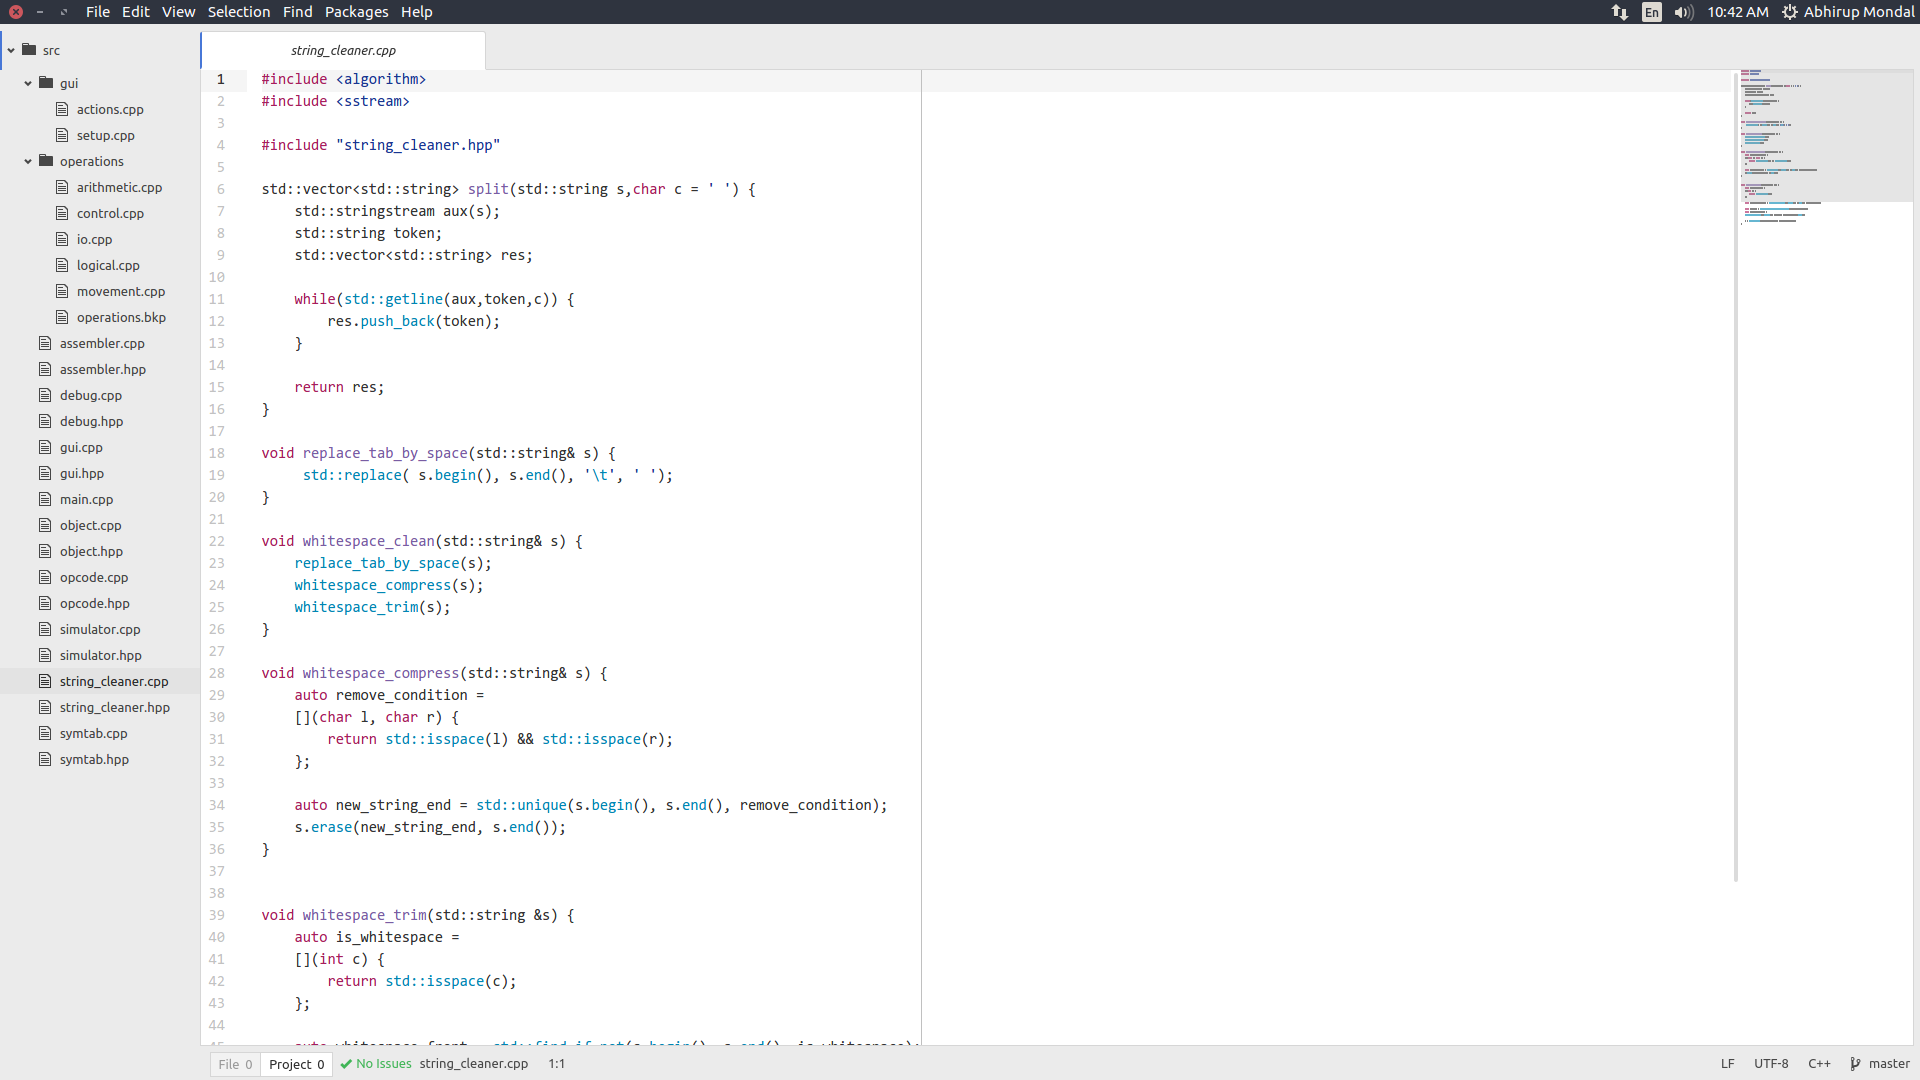 File Edit View Selection Find Packages Help
En 10:42 AM Abhirup Mondal
src
gui
actions.cpp
setup.cpp
operations
arithmetic.cpp
control.cpp
io.cpp
logical.cpp
movement.cpp
operations.bkp
assembler.cpp
assembler.hpp
debug.cpp
debug.hpp
gui.cpp
gui.hpp
main.cpp
object.cpp
object.hpp
opcode.cpp
opcode.hpp
simulator.cpp
simulator.hpp
string_cleaner.cpp
string_cleaner.hpp
symtab.cpp
symtab.hpp
string_cleaner.cpp
1 #include <algorithm>
2 #include <sstream>
3
4 #include "string_cleaner.hpp"
5
6 std::vector<std::string> split(std::string s,char c = ' ') {
7     std::stringstream aux(s);
8     std::string token;
9     std::vector<std::string> res;
10
11     while(std::getline(aux,token,c)) {
12         res.push_back(token);
13     }
14
15     return res;
16 }
17
18 void replace_tab_by_space(std::string& s) {
19      std::replace( s.begin(), s.end(), '\t', ' ');
20 }
21
22 void whitespace_clean(std::string& s) {
23     replace_tab_by_space(s);
24     whitespace_compress(s);
25     whitespace_trim(s);
26 }
27
28 void whitespace_compress(std::string& s) {
29     auto remove_condition =
30     [](char l, char r) {
31         return std::isspace(l) && std::isspace(r);
32     };
33
34     auto new_string_end = std::unique(s.begin(), s.end(), remove_condition);
35     s.erase(new_string_end, s.end());
36 }
37
38
39 void whitespace_trim(std::string &s) {
40     auto is_whitespace =
41     [](int c) {
42         return std::isspace(c);
43     };
44
File 0 Project 0 No Issues string_cleaner.cpp 1:1 LF UTF-8 C++ master